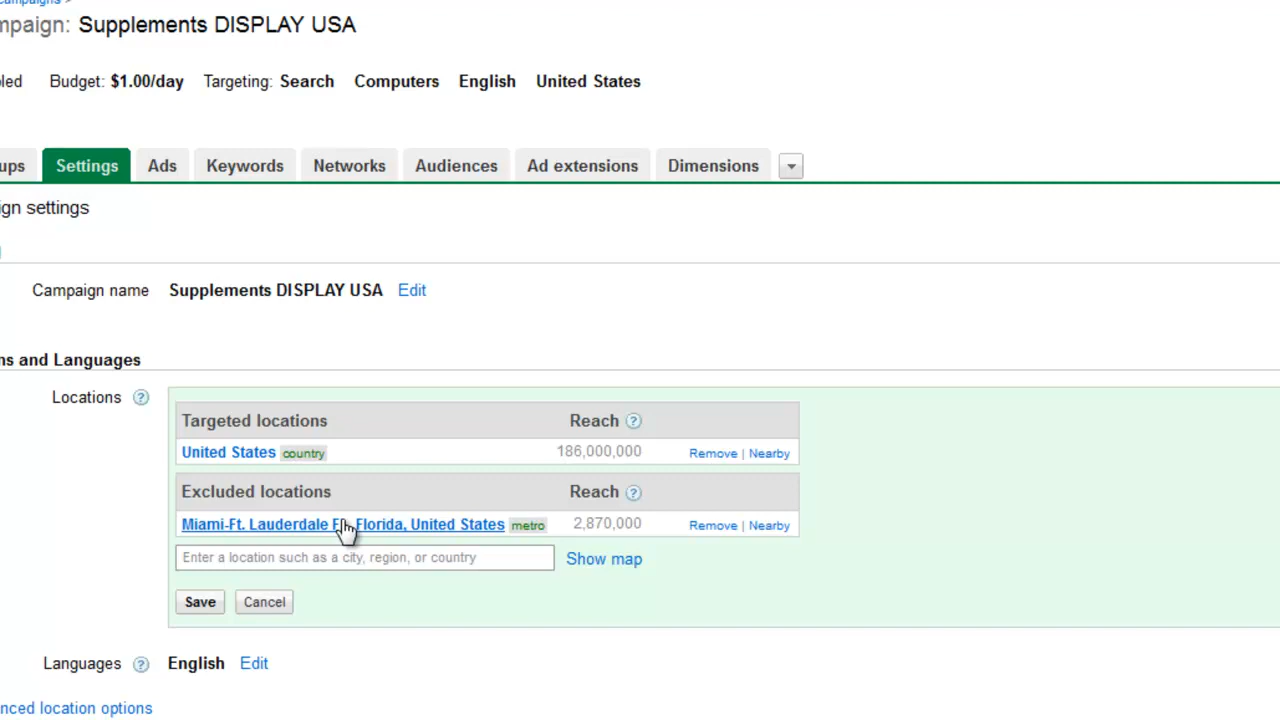 campaigns >
mpaign: Supplements DISPLAY USA
led Budget: $1.00/day Targeting: Search Computers English United States
ups Settings Ads Keywords Networks Audiences Ad extensions Dimensions
ign settings
Campaign name Supplements DISPLAY USA Edit
ns and Languages
Locations ?
Targeted locations Reach ?
United States country 186,000,000 Remove | Nearby
Excluded locations Reach ?
Miami-Ft. Lauderdale Florida, United States metro 2,870,000 Remove | Nearby
Enter a location such as a city, region, or country Show map
Save Cancel
Languages ? English Edit
nced location options